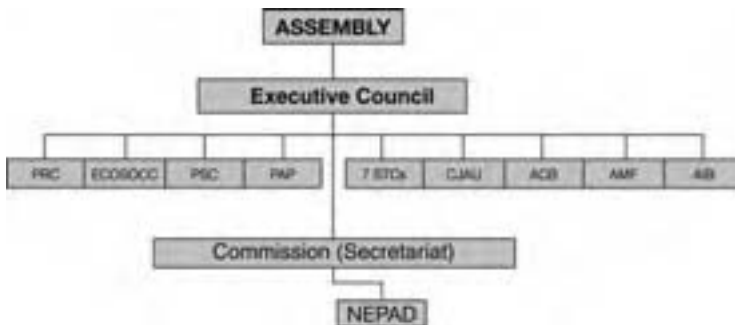 ASSEMBLY
Executive Council
PRC ECOSOCC PSC PAP 7 STCs CJAU ACB AMF AIB
Commission (Secretariat)
NEPAD